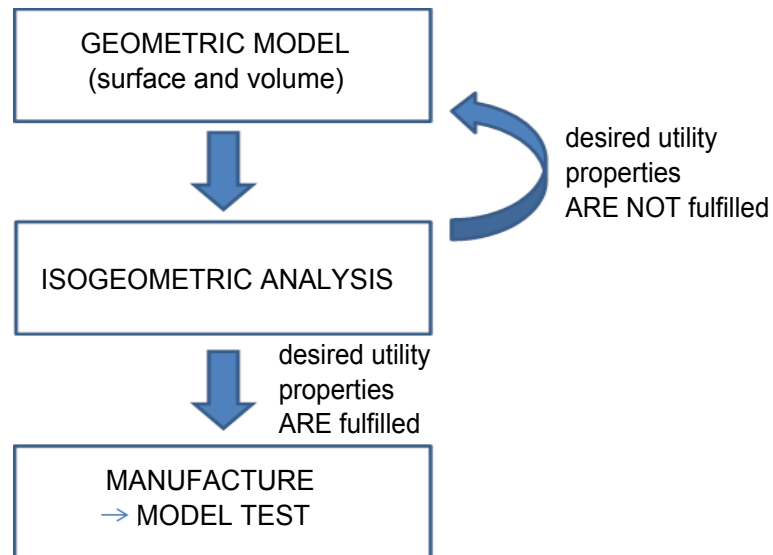 GEOMETRIC MODEL
(surface and volume)
desired utility
properties
ARE NOT fulfilled
ISOGEOMETRIC ANALYSIS
desired utility
properties
ARE fulfilled
MANUFACTURE
→ MODEL TEST